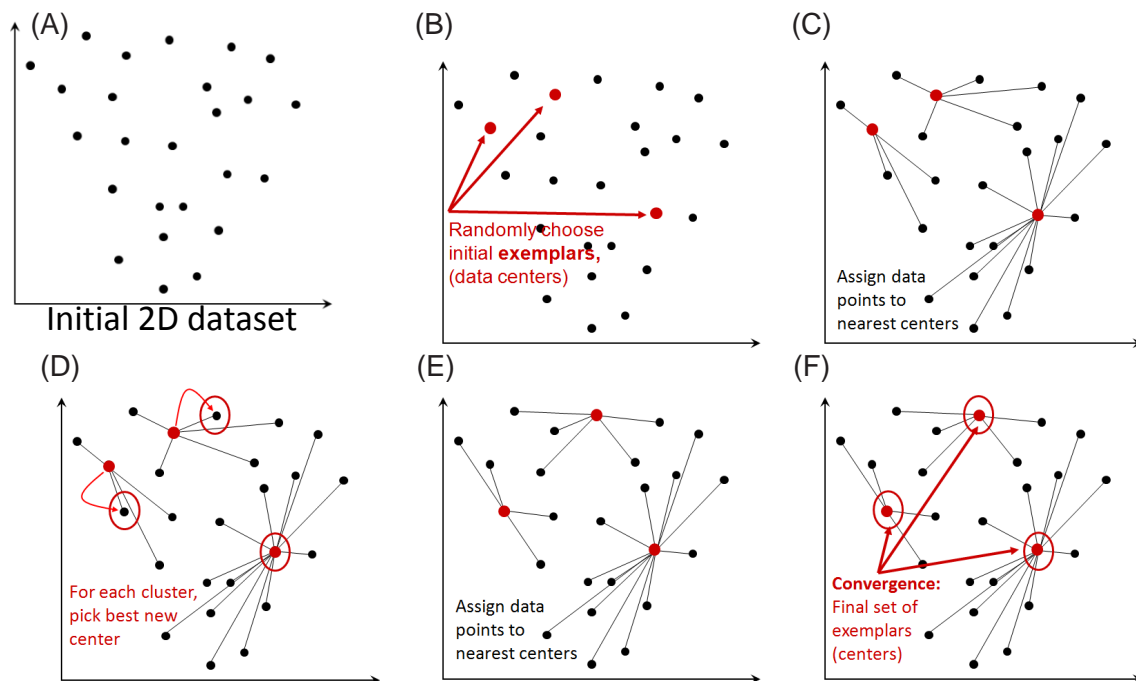 (A)
Initial 2D dataset
(B)
Randomly choose
initial exemplars,
(data centers)
(C)
Assign data
points to
nearest centers
(D)
For each cluster,
pick best new
center
(E)
Assign data
points to
nearest centers
(F)
Convergence:
Final set of
exemplars
(centers)